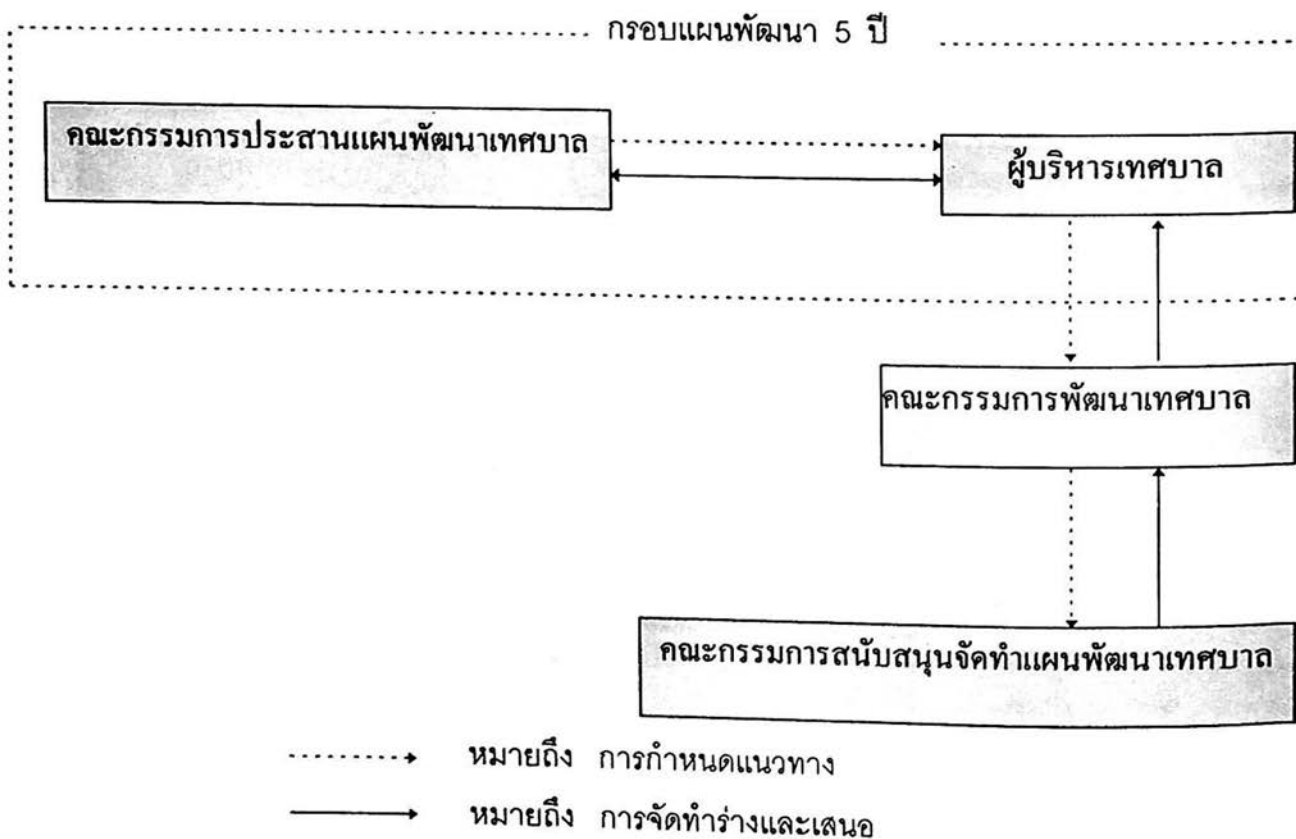 กรอบแผนพัฒนา 5 ปี
คณะกรรมการประสานแผนพัฒนาเทศบาล
ผู้บริหารเทศบาล
คณะกรรมการพัฒนาเทศบาล
คณะกรรมการสนับสนุนจัดทำแผนพัฒนาเทศบาล
หมายถึง การกำหนดแนวทาง
หมายถึง การจัดทำร่างและเสนอ